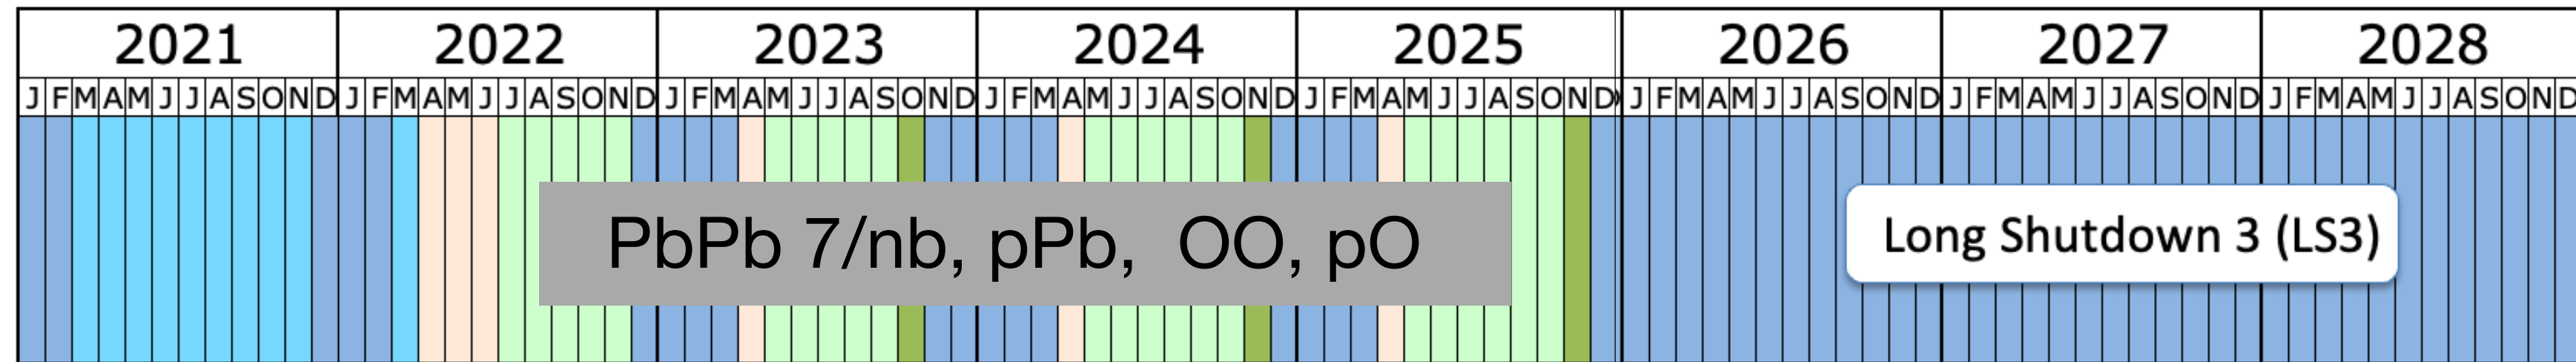 2021 2022 2023 2024 2025 2026 2027 2028
J F M A M J J A S O N D J F M A M J J A S O N D J F M A M J J A S O N D J F M A M J J A S O N D J F M A M J J A S O N D J F M A M J J A S O N D J F M A M J J A S O N D J F M A M J J A S O N D
PbPb 7/nb, pPb, OO, pO
Long Shutdown 3 (LS3)